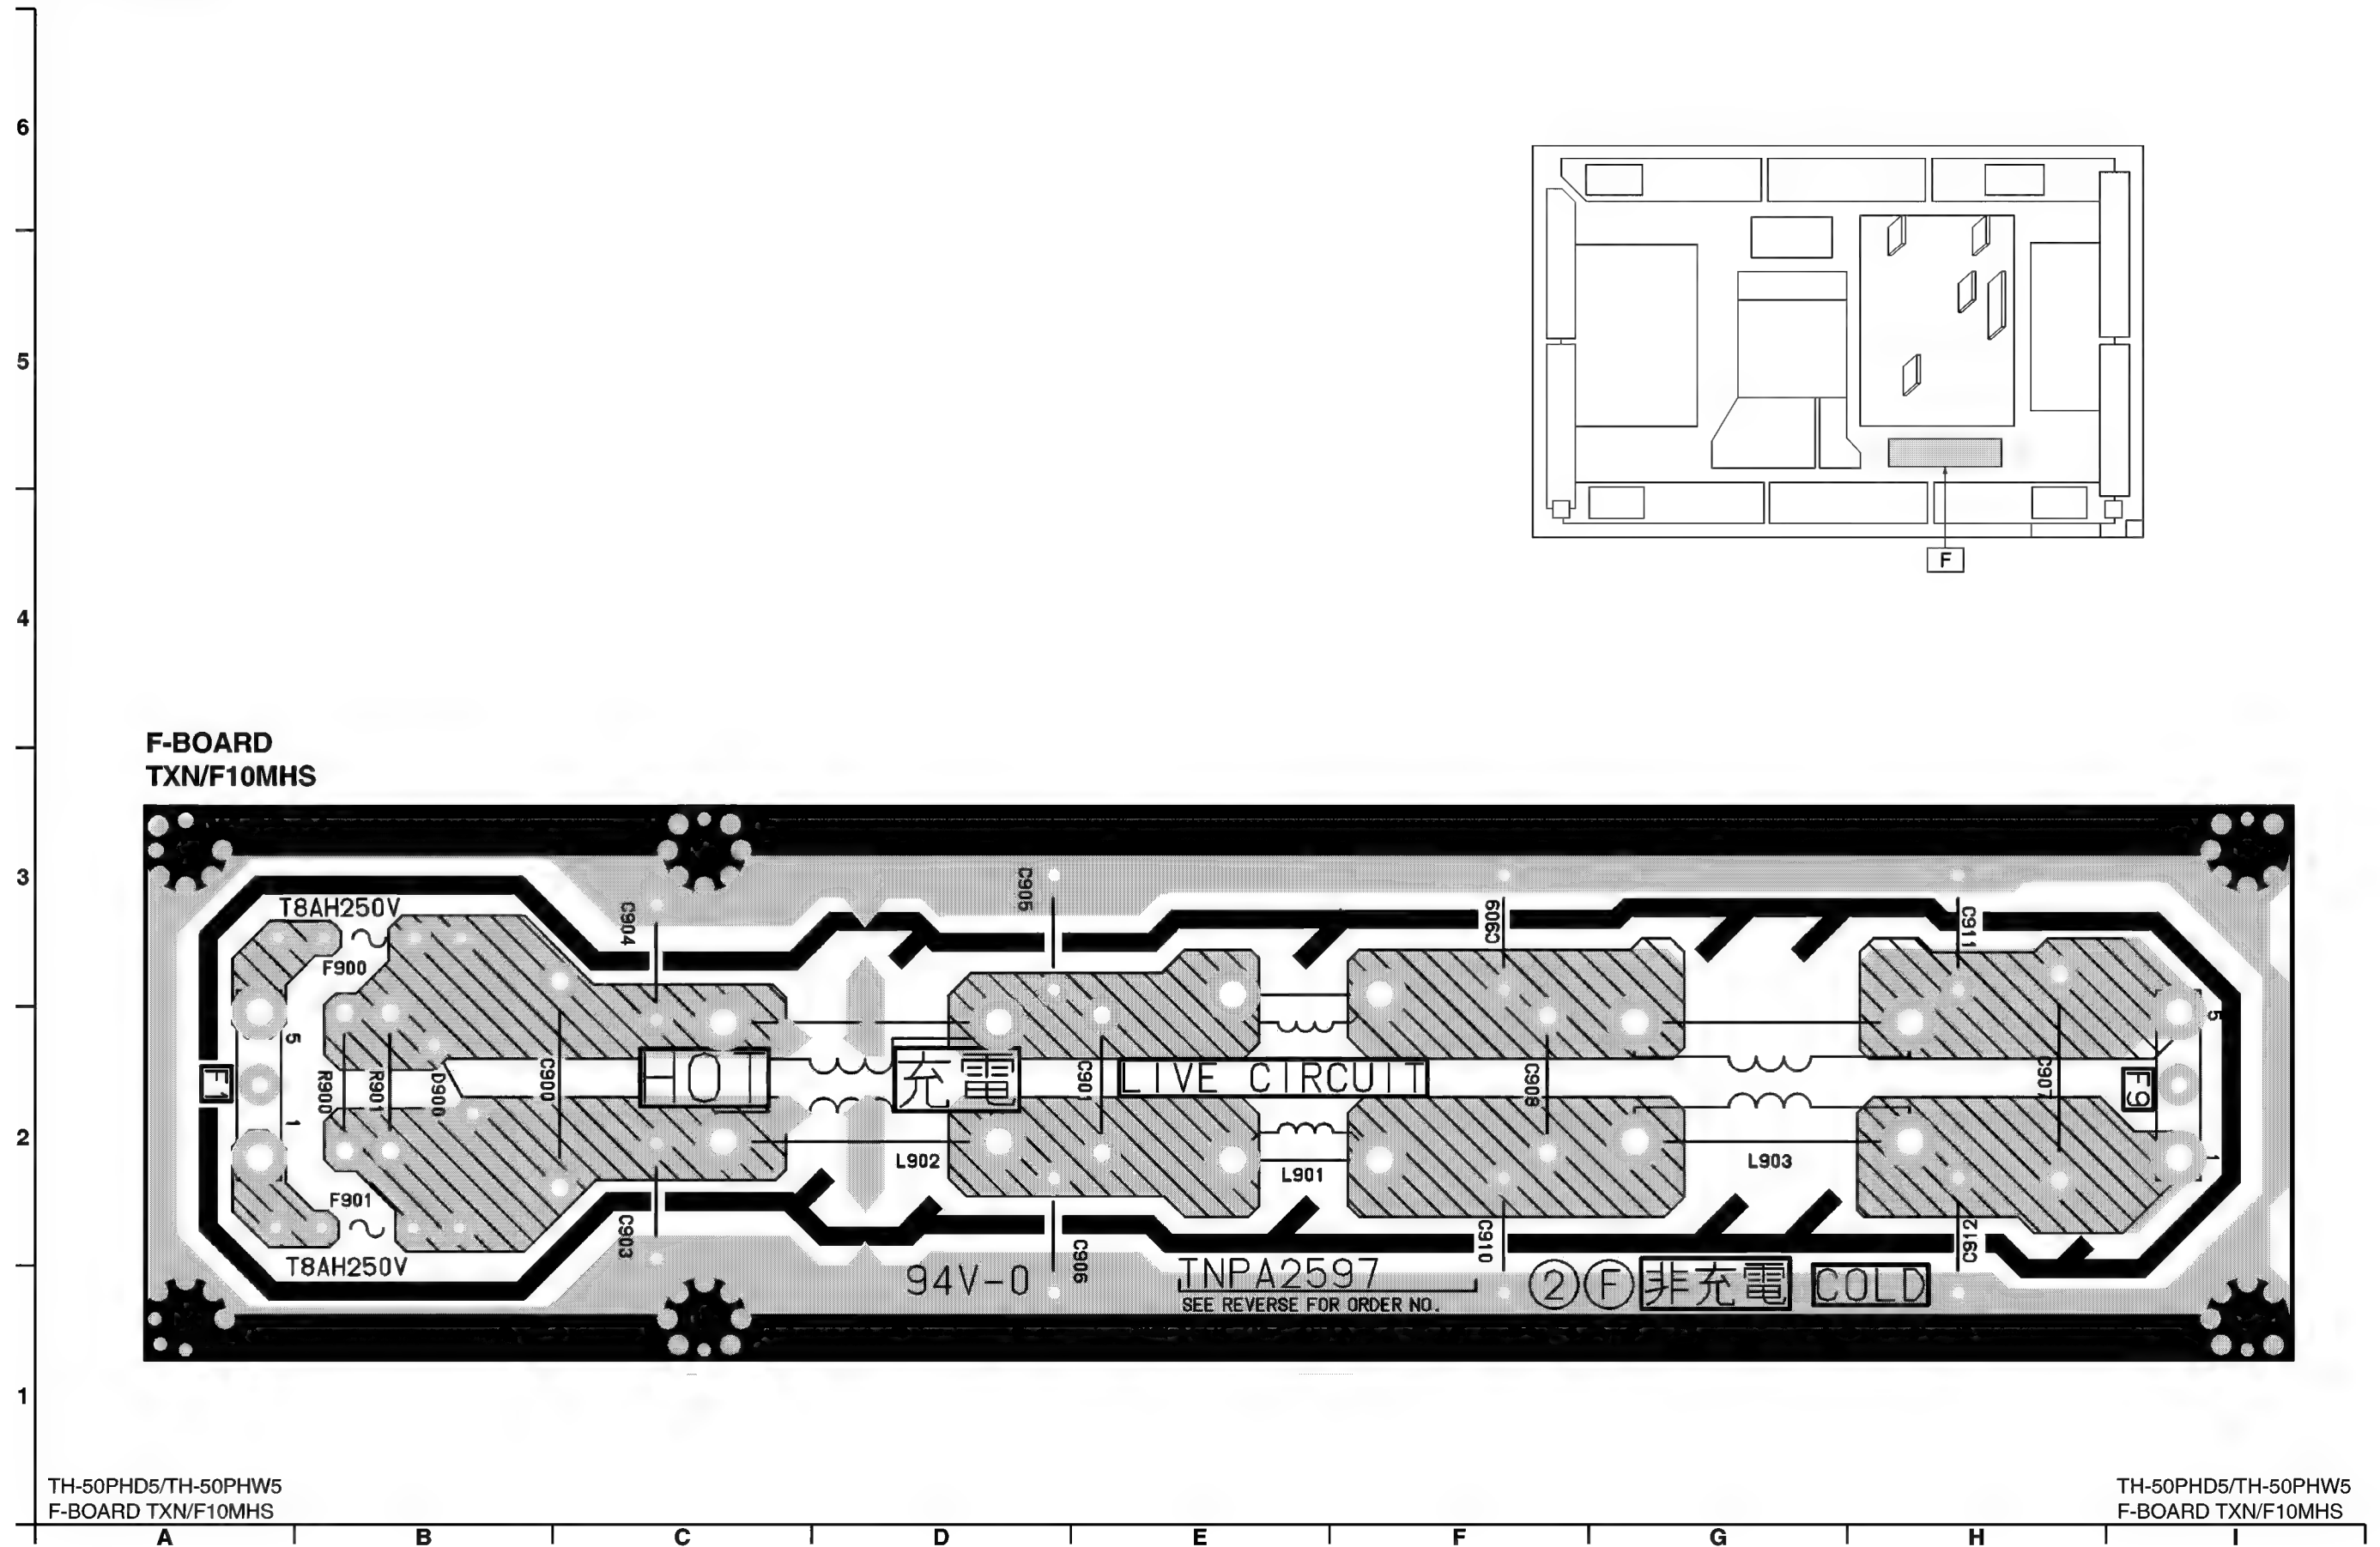 6
5
4
3
2
1
F
F-BOARD
TXN/F10MHS
T8AH250V
F900
C904
C905
C909
C911
5
5
F1
R900
R901
D900
C900
HOT
充電
C901
LIVE CIRCUIT
C908
C907
F9
1
1
L902
L901
L903
F901
T8AH250V
C903
C906
C910
C912
94V-0
TNPA2597
SEE REVERSE FOR ORDER NO.
2 F 非充電 COLD
TH-50PHD5/TH-50PHW5
F-BOARD TXN/F10MHS
TH-50PHD5/TH-50PHW5
F-BOARD TXN/F10MHS
A B C D E F G H I